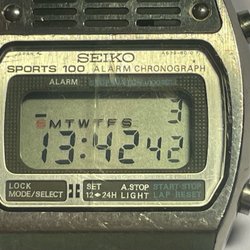 JAPAN
SEIKO
SPORTS 100 ALARM CHRONOGRAPH
ALARM
3
SMTWTFS
13:42 42
LOCK
MODE/SELECT
SET
12↔24H
A.STOP
LIGHT
START·STOP
LAP·RESET